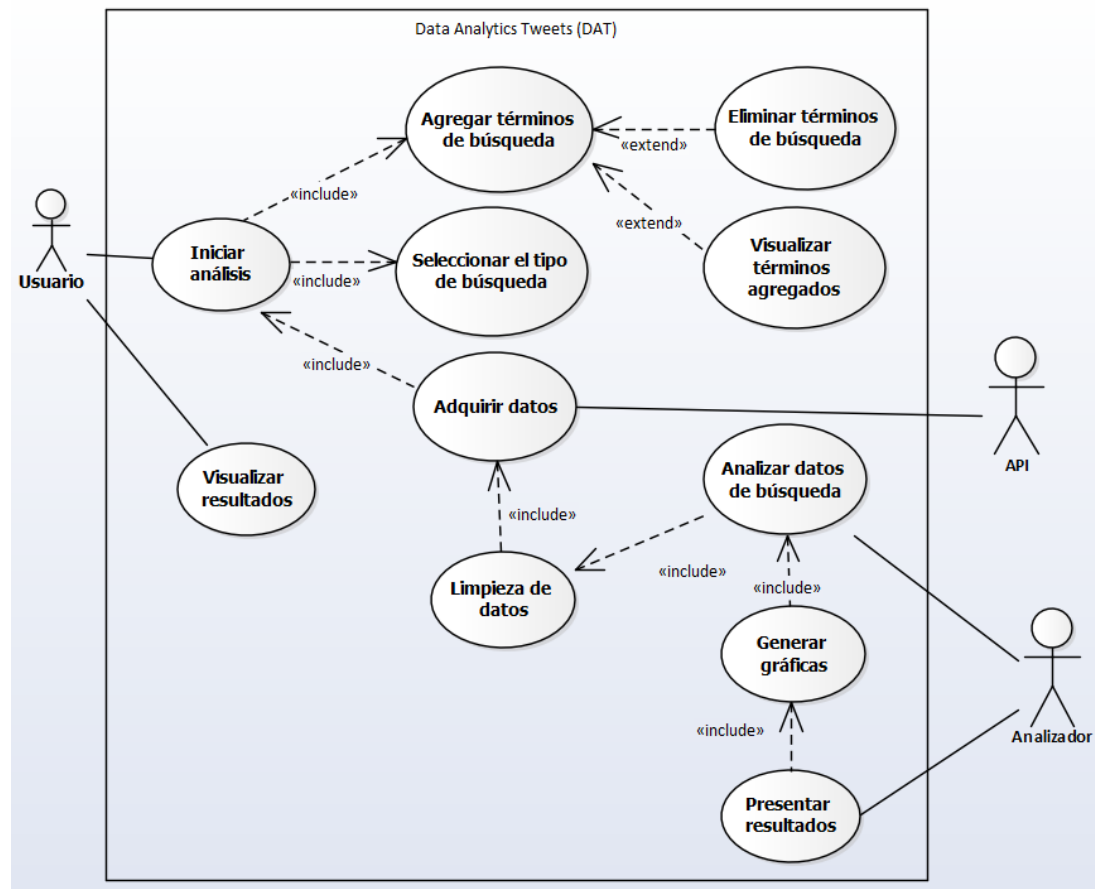 Data Analytics Tweets (DAT)
Agregar términos
de búsqueda
Eliminar términos
de búsqueda
«extend»
«include»
«extend»
Usuario
Iniciar
análisis
«include»
Seleccionar el tipo
de búsqueda
Visualizar
términos
agregados
«include»
Adquirir datos
API
Visualizar
resultados
Analizar datos
de búsqueda
«include»
Limpieza de
datos
«include»
«include»
Generar
gráficas
Analizador
«include»
Presentar
resultados